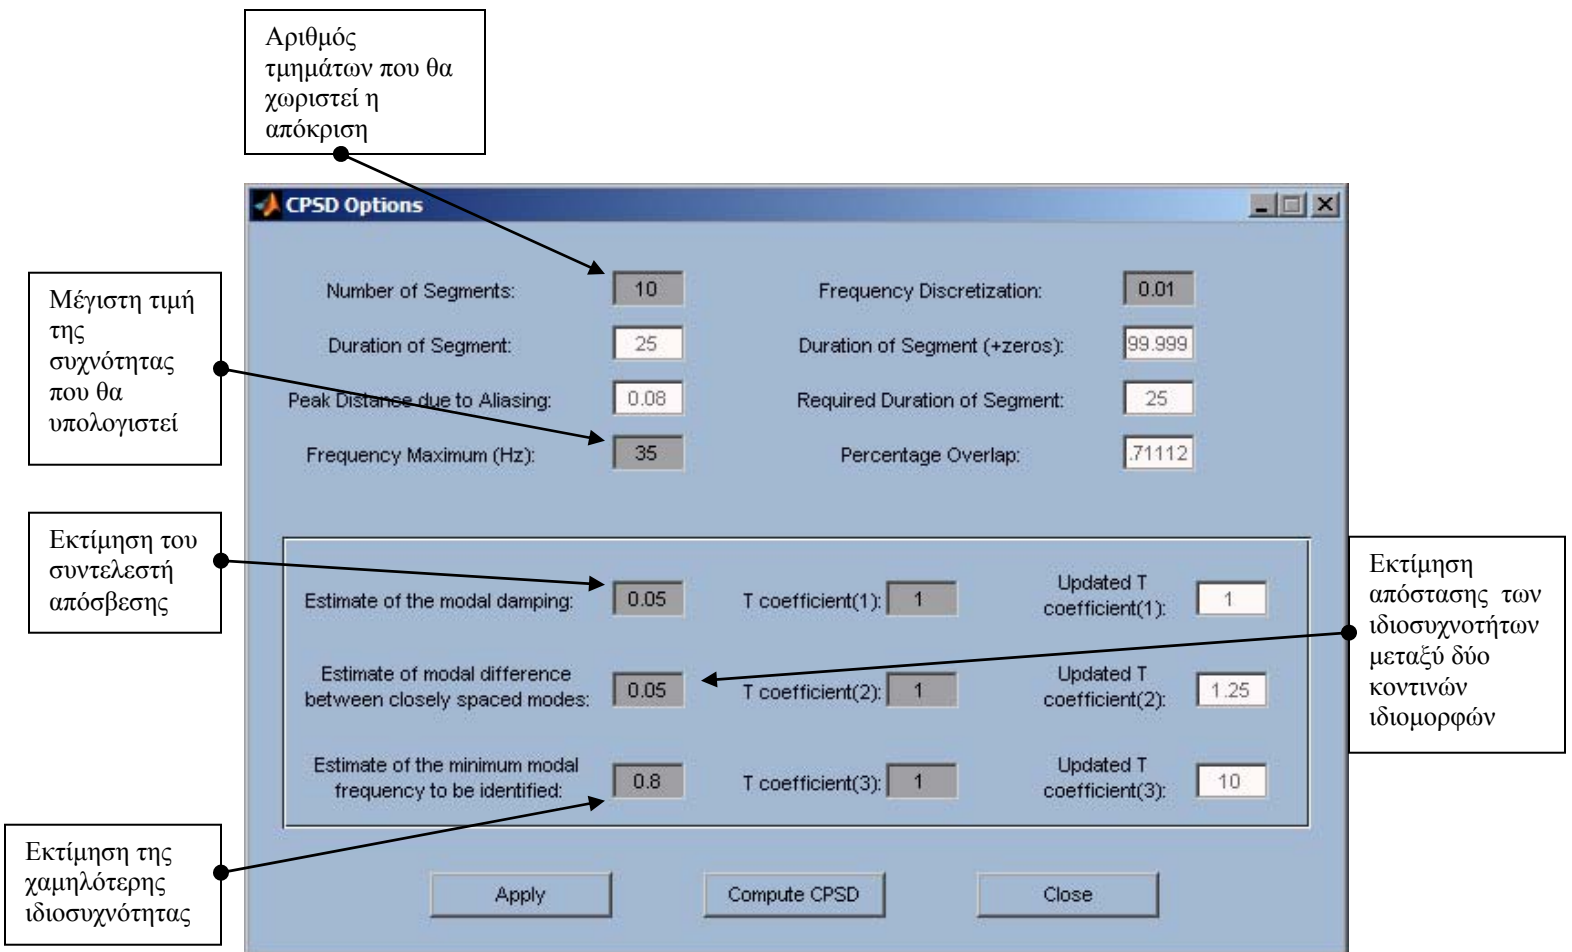 Αριθμός
τμημάτων που θα
χωριστεί η
απόκριση
CPSD Options
Μέγιστη τιμή
της
συχνότητας
που θα
υπολογιστεί
Number of Segments: 10 Frequency Discretization: 0.01
Duration of Segment: 25 Duration of Segment (+zeros): 99.999
Peak Distance due to Aliasing: 0.08 Required Duration of Segment: 25
Frequency Maximum (Hz): 35 Percentage Overlap: .71112
Εκτίμηση του
συντελεστή
απόσβεσης
Estimate of the modal damping: 0.05 T coefficient(1): 1 Updated T
coefficient(1): 1
Estimate of modal difference
between closely spaced modes: 0.05 T coefficient(2): 1 Updated T
coefficient(2): 1.25
Estimate of the minimum modal
frequency to be identified: 0.8 T coefficient(3): 1 Updated T
coefficient(3): 10
Εκτίμηση
απόστασης των
ιδιοσυχνοτήτων
μεταξύ δύο
κοντινών
ιδιομορφών
Εκτίμηση της
χαμηλότερης
ιδιοσυχνότητας
Apply Compute CPSD Close